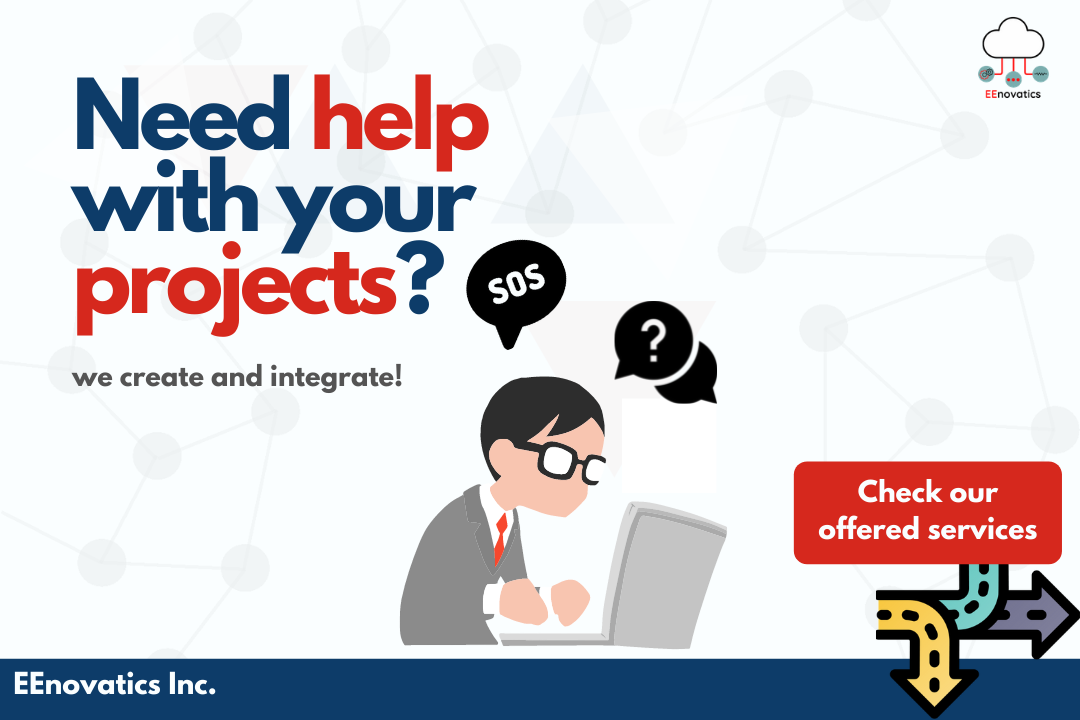 Need help
with your
projects?
we create and integrate!
SOS
?
EEnovatics
Check our
offered services
EEnovatics Inc.